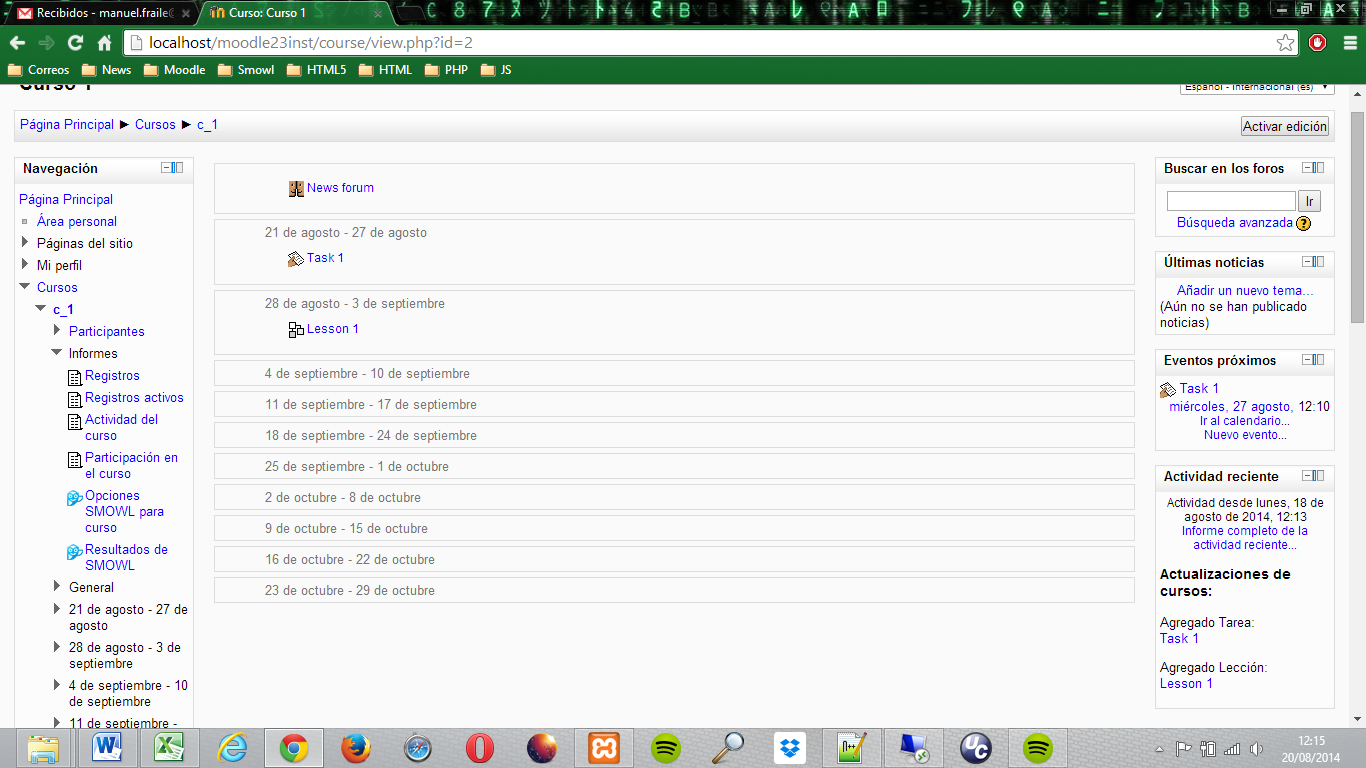 Recibidos - manuel.fraile@
Curso: Curso 1
localhost/moodle23inst/course/view.php?id=2
Correos News Moodle Smowl HTML5 HTML PHP JS
Curso 1
Español - Internacional (es)
Página Principal ► Cursos ► c_1
Activar edición
Navegación
Página Principal
Área personal
Páginas del sitio
Mi perfil
Cursos
c_1
Participantes
Informes
Registros
Registros activos
Actividad del
curso
Participación en
el curso
Opciones
SMOWL para
curso
Resultados de
SMOWL
General
21 de agosto - 27 de
agosto
28 de agosto - 3 de
septiembre
4 de septiembre - 10
de septiembre
11 de septiembre -
News forum
21 de agosto - 27 de agosto
Task 1
28 de agosto - 3 de septiembre
Lesson 1
4 de septiembre - 10 de septiembre
11 de septiembre - 17 de septiembre
18 de septiembre - 24 de septiembre
25 de septiembre - 1 de octubre
2 de octubre - 8 de octubre
9 de octubre - 15 de octubre
16 de octubre - 22 de octubre
23 de octubre - 29 de octubre
Buscar en los foros
Ir
Búsqueda avanzada ?
Últimas noticias
Añadir un nuevo tema...
(Aún no se han publicado
noticias)
Eventos próximos
Task 1
miércoles, 27 agosto, 12:10
Ir al calendario...
Nuevo evento...
Actividad reciente
Actividad desde lunes, 18 de
agosto de 2014, 12:13
Informe completo de la
actividad reciente...
Actualizaciones de
cursos:
Agregado Tarea:
Task 1
Agregado Lección:
Lesson 1
12:15
20/08/2014